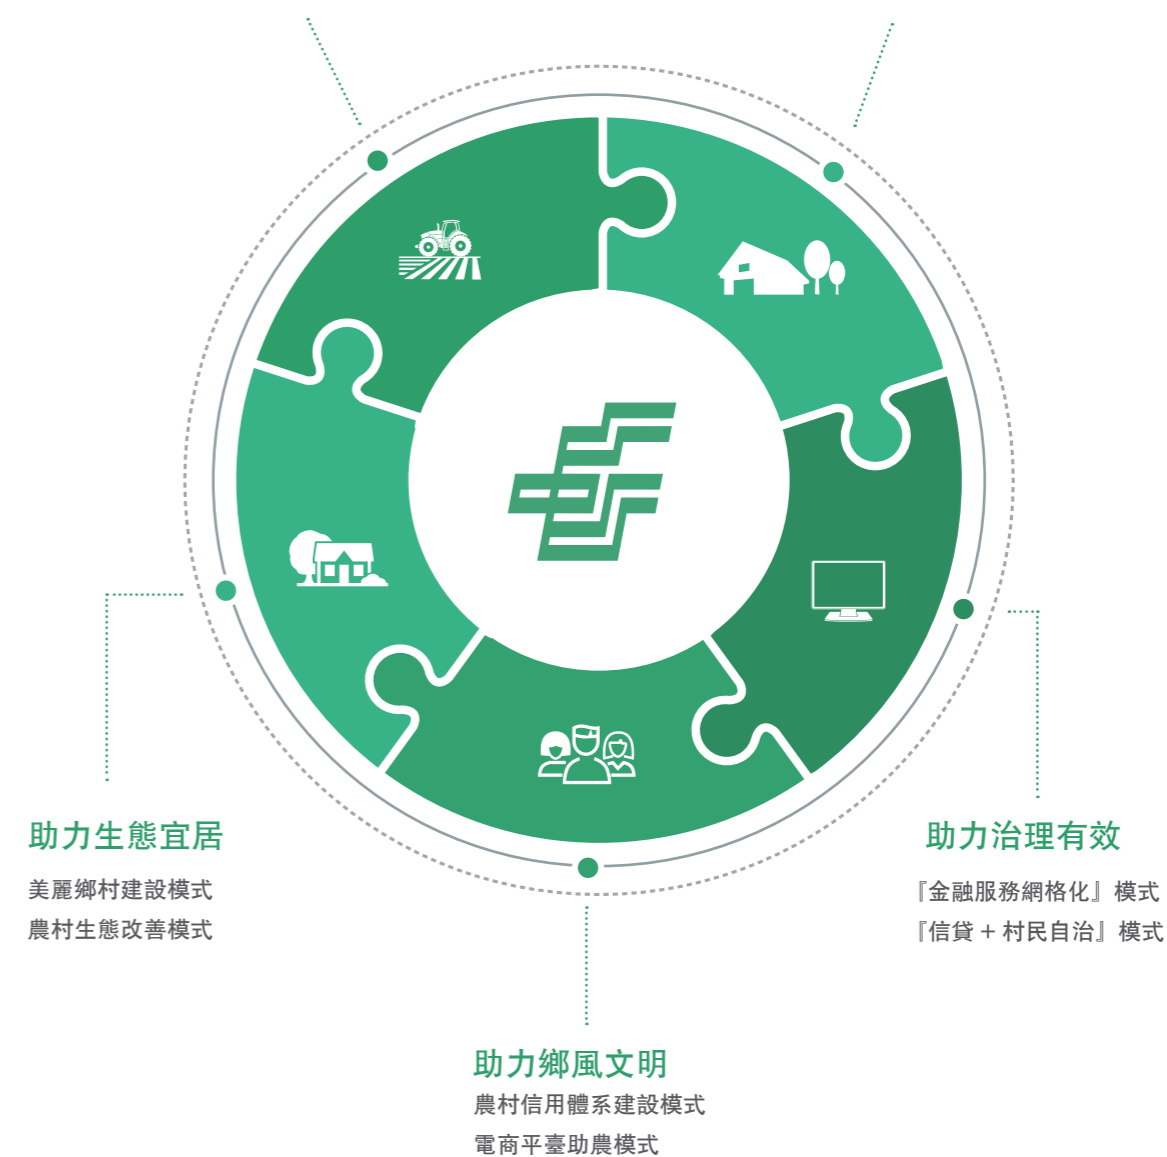 助力生態宜居
美麗鄉村建設模式
農村生態改善模式
助力治理有效
『金融服務網格化』模式
『信貸 + 村民自治』模式
助力鄉風文明
農村信用體系建設模式
電商平臺助農模式